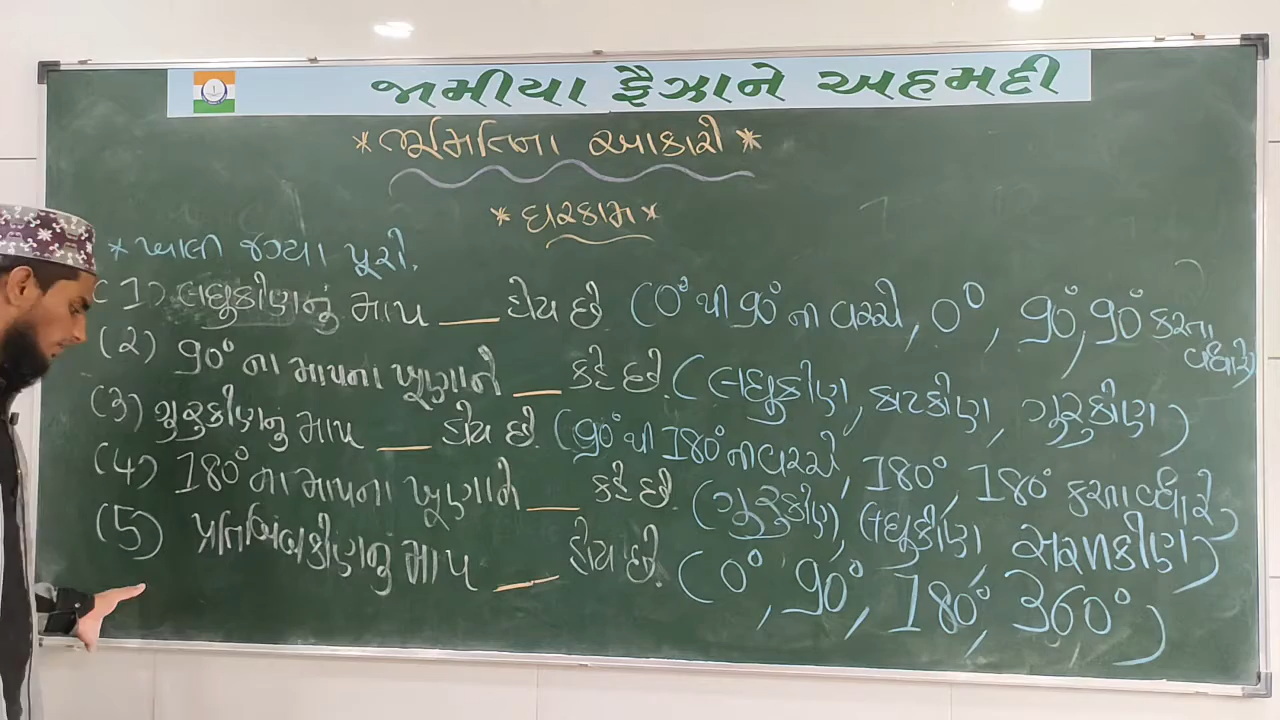 જામીયા ફૈઝાને અહમદી
*ભૂમિતિના આકારો*
*ઘરકામ*
*ખાલી જગ્યા પૂરો.
(1) લઘુકોણનું માપ ___ હોય છે (0° થી 90° ના વચ્ચે, 0°, 90°, 90° કરતા વધારે)
(2) 90° ના માપના ખૂણાને ___ કહે છે. (લઘુકોણ, કાટકોણ, ગુરુકોણ)
(3) ગુરુકોણનું માપ ___ હોય છે. (90° થી 180° ના વચ્ચે, 180°, 180° કરતા વધારે)
(4) 180° ના માપના ખૂણાને ___ કહે છે. (ગુરુકોણ, લઘુકોણ, સરળકોણ)
(5) પ્રતિબિંબકોણનું માપ ___ હોય છે. (0°, 90°, 180°, 360°)